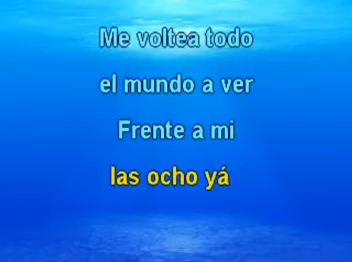 Me voltea todo
el mundo a ver
Frente a mi
las ocho yá